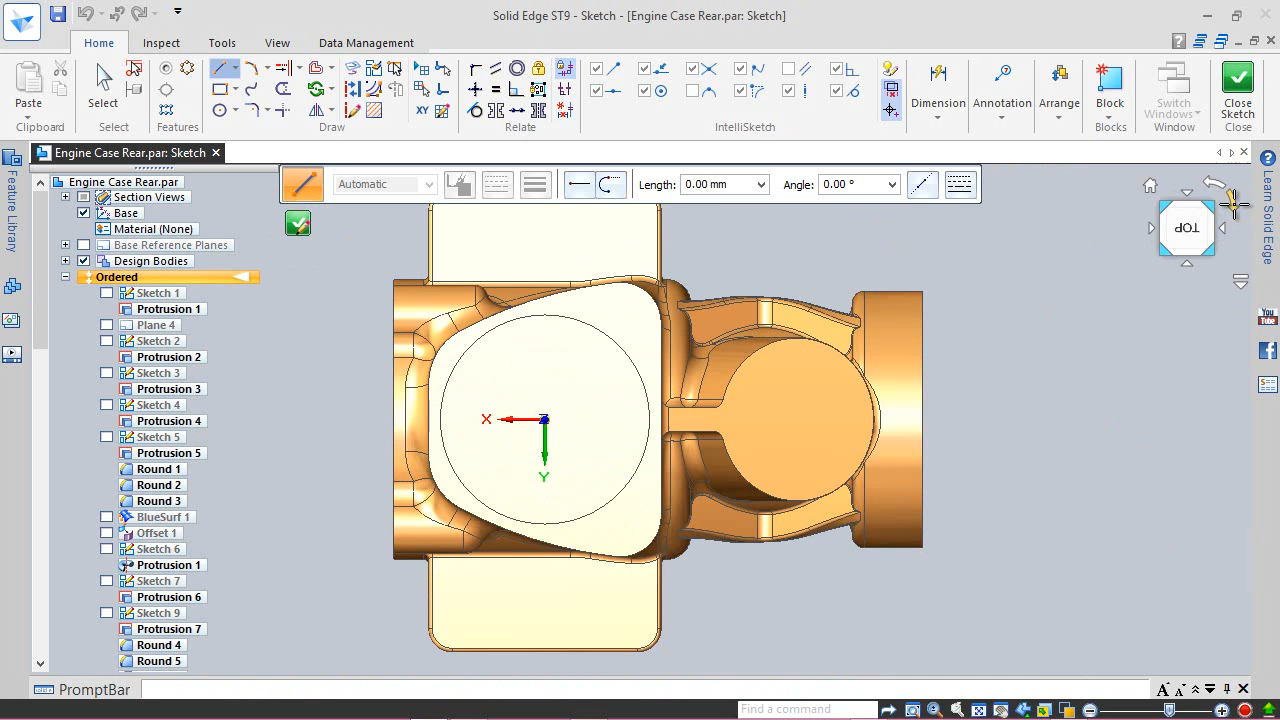 Solid Edge ST9 - Sketch - [Engine Case Rear.par: Sketch]
Home Inspect Tools View Data Management
Paste
Select
XY
Dimension
Annotation
Arrange
Block
Switch Windows
Close Sketch
Clipboard
Select
Features
Draw
Relate
IntelliSketch
Blocks
Window
Close
Engine Case Rear.par: Sketch
Automatic
Length: 0.00 mm
Angle: 0.00 °
Feature Library
Engine Case Rear.par
Section Views
Base
Material (None)
Base Reference Planes
Design Bodies
Ordered
Sketch 1
Protrusion 1
Plane 4
Sketch 2
Protrusion 2
Sketch 3
Protrusion 3
Sketch 4
Protrusion 4
Sketch 5
Protrusion 5
Round 1
Round 2
Round 3
BlueSurf 1
Offset 1
Sketch 6
Protrusion 1
Sketch 7
Protrusion 6
Sketch 9
Protrusion 7
Round 4
Round 5
X
Z
Y
TOP
Learn Solid Edge
You Tube
PromptBar
A A
Find a command